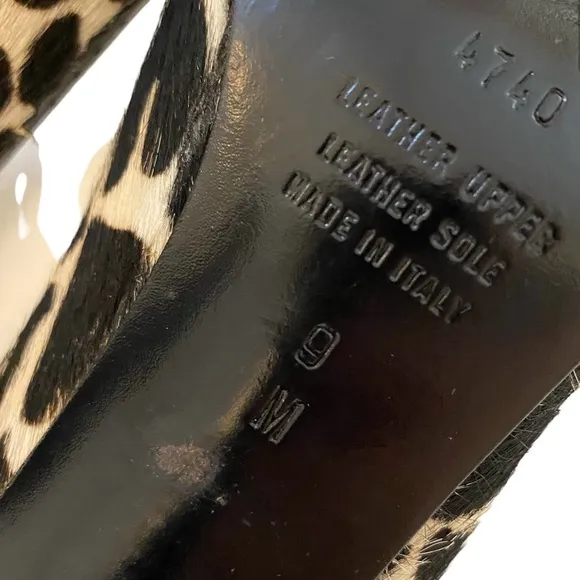 4740
LEATHER UPPER
LEATHER SOLE
MADE IN ITALY
9
M